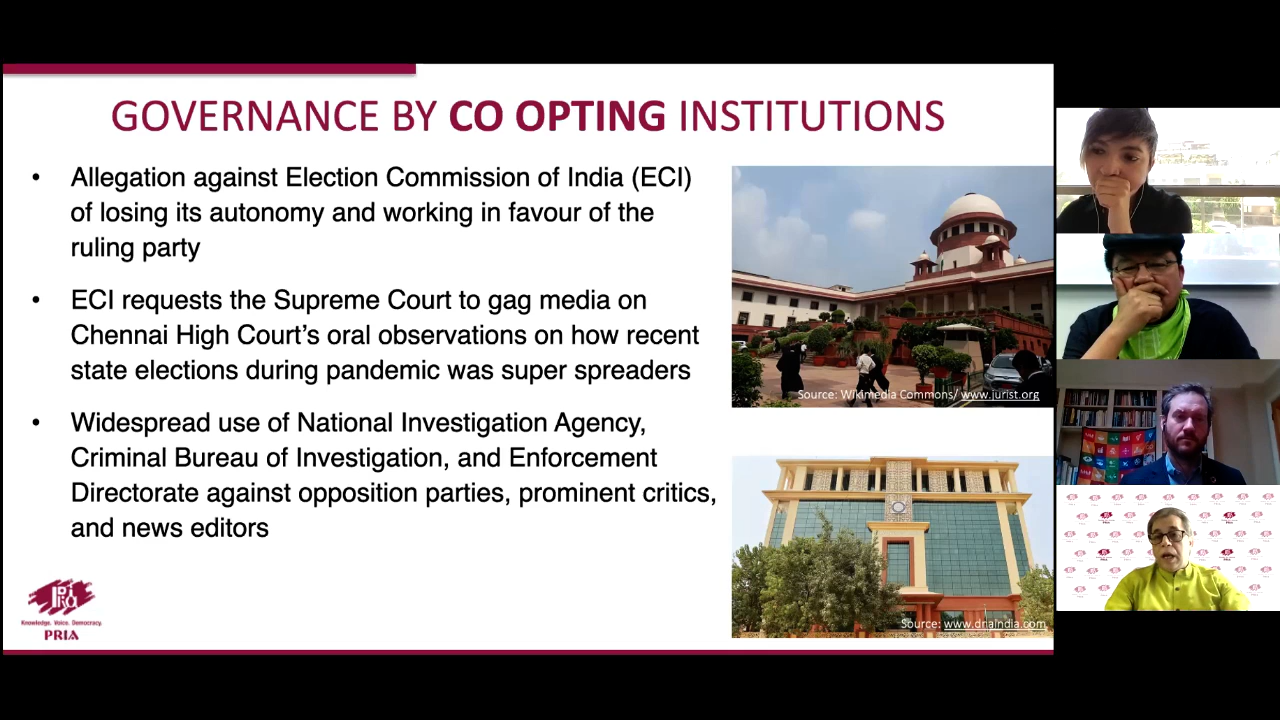 GOVERNANCE BY CO OPTING INSTITUTIONS
• Allegation against Election Commission of India (ECI)
of losing its autonomy and working in favour of the
ruling party
• ECI requests the Supreme Court to gag media on
Chennai High Court’s oral observations on how recent
state elections during pandemic was super spreaders
• Widespread use of National Investigation Agency,
Criminal Bureau of Investigation, and Enforcement
Directorate against opposition parties, prominent critics,
and news editors
Source: Wikimedia Commons/ www.jurist.org
Source: www.dnaindia.com
Knowledge. Voice. Democracy.
PRIA